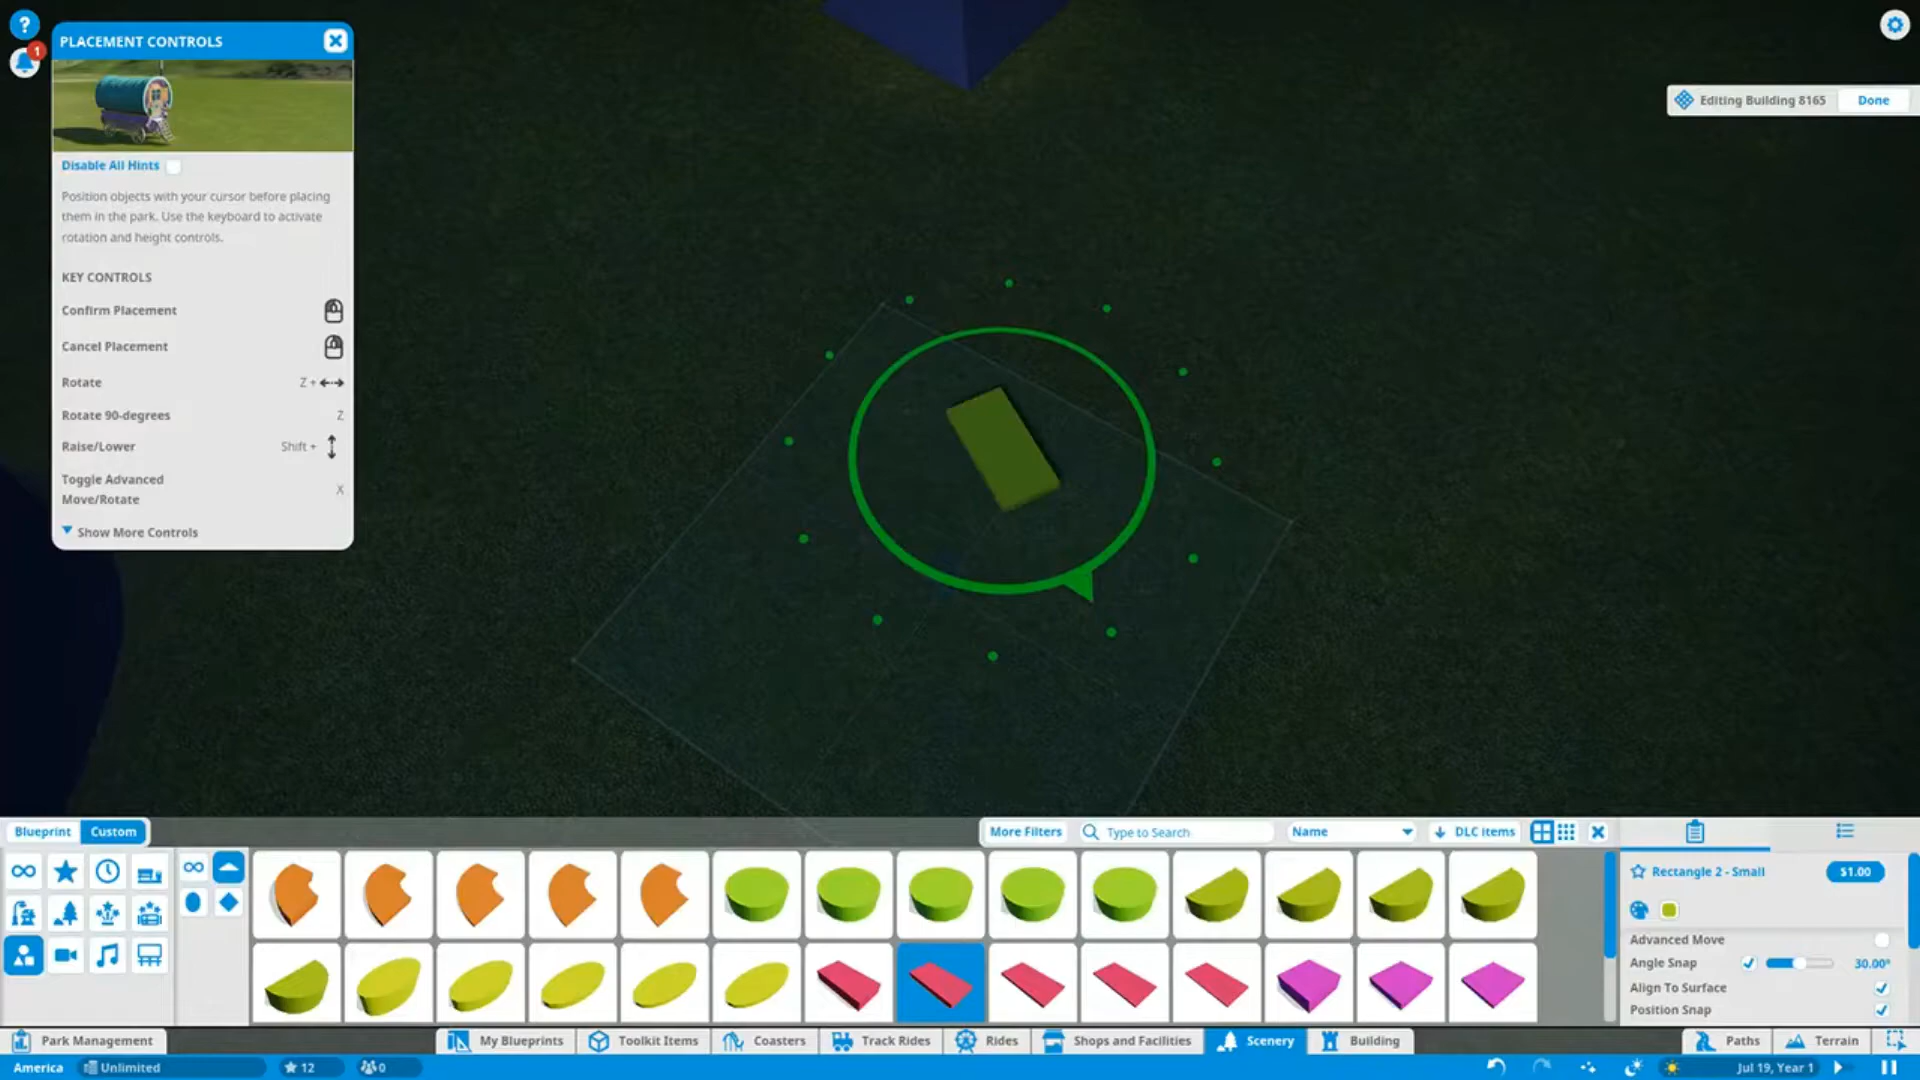 ?
1
PLACEMENT CONTROLS
Disable All Hints
Position objects with your cursor before placing
them in the park. Use the keyboard to activate
rotation and height controls.
KEY CONTROLS
Confirm Placement
Cancel Placement
Rotate Z +
Rotate 90-degrees Z
Raise/Lower Shift +
Toggle Advanced
Move/Rotate X
Show More Controls
Editing Building 8165 Done
Blueprint Custom
More Filters Type to Search Name DLC items
Rectangle 2 - Small $1.00
Advanced Move
Angle Snap 30.00°
Align To Surface
Position Snap
Park Management My Blueprints Toolkit Items Coasters Track Rides Rides Shops and Facilities Scenery Building Paths Terrain
America Unlimited 12 0 Jul 19, Year 1